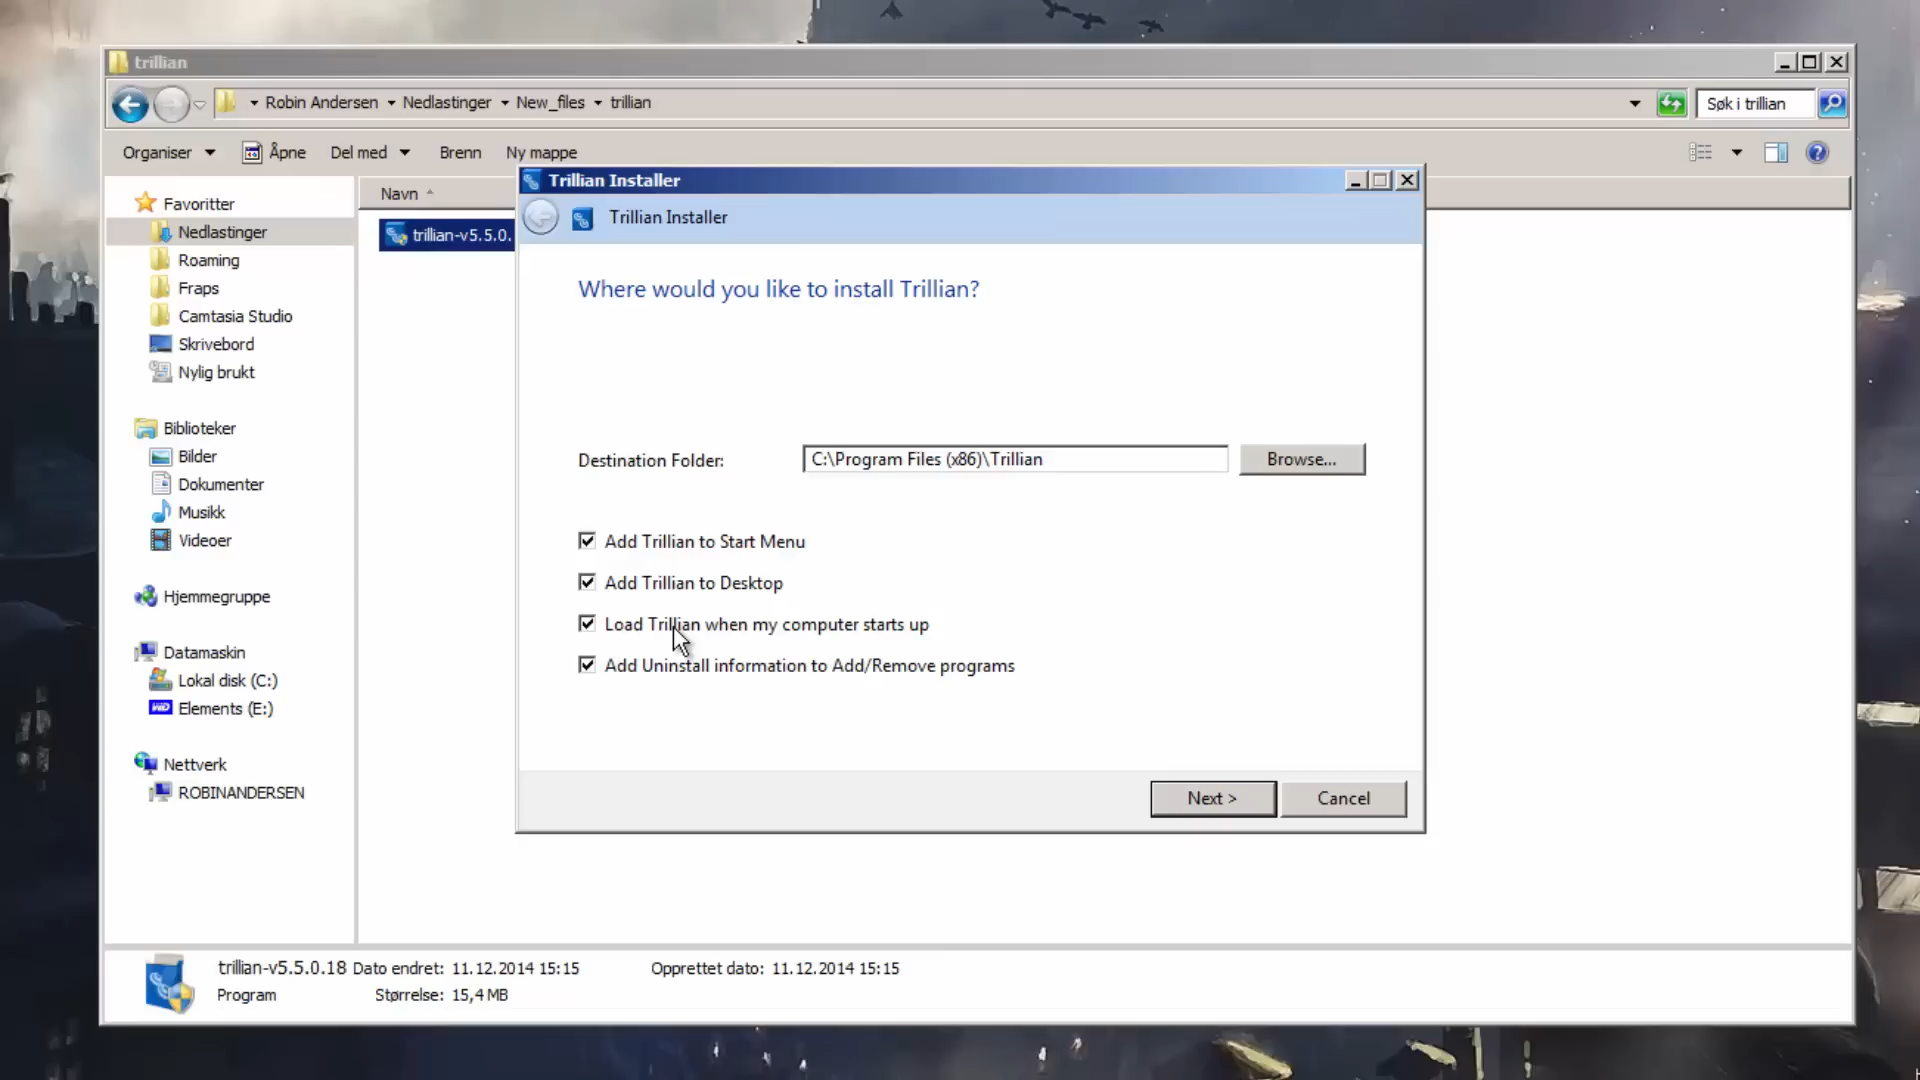 trillian
Robin Andersen Nedlastinger New_files trillian
Søk i trillian
Organiser Åpne Del med Brenn Ny mappe
Navn
trillian-v5.5.0.
Favoritter
Nedlastinger
Roaming
Fraps
Camtasia Studio
Skrivebord
Nylig brukt
Biblioteker
Bilder
Dokumenter
Musikk
Videoer
Hjemmegruppe
Datamaskin
Lokal disk (C:)
Elements (E:)
Nettverk
ROBINANDERSEN
Trillian Installer
Trillian Installer
Where would you like to install Trillian?
Destination Folder: C:\Program Files (x86)\Trillian Browse...
Add Trillian to Start Menu
Add Trillian to Desktop
Load Trillian when my computer starts up
Add Uninstall information to Add/Remove programs
Next > Cancel
trillian-v5.5.0.18 Dato endret: 11.12.2014 15:15 Opprettet dato: 11.12.2014 15:15
Program Størrelse: 15,4 MB